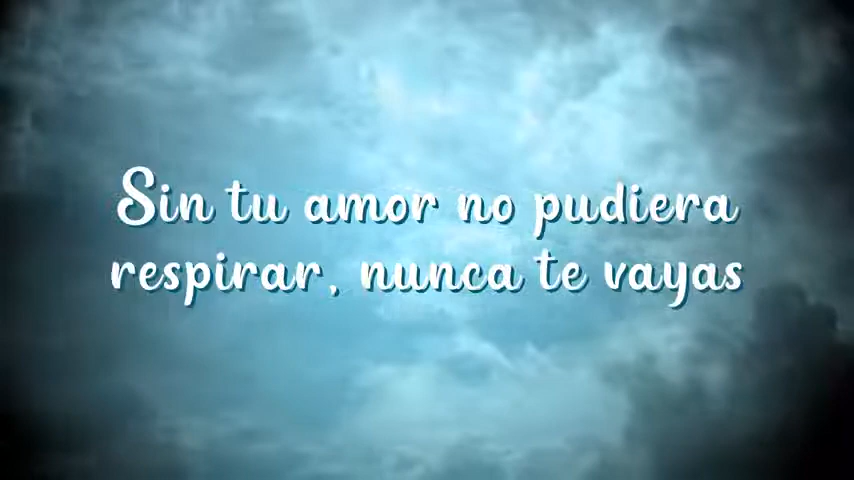 Sin tu amor no pudiera
respirar, nunca te vayas